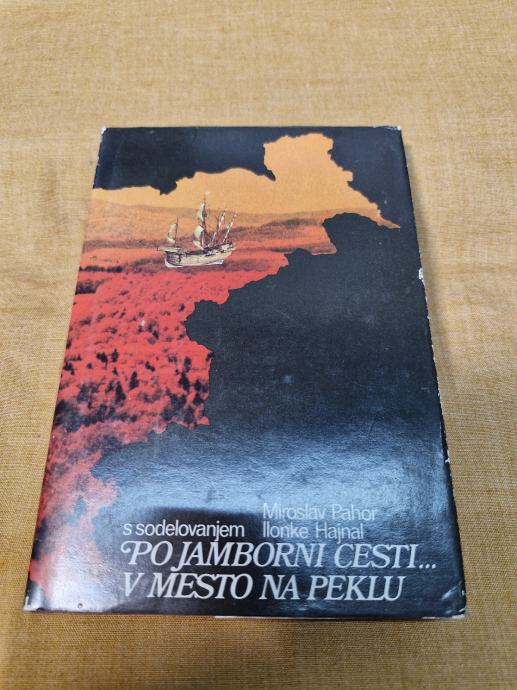 Miroslav Pahor
s sodelovanjem Ilonke Hajnal
PO JAMBORNI CESTI...
V MESTO NA PEKLU